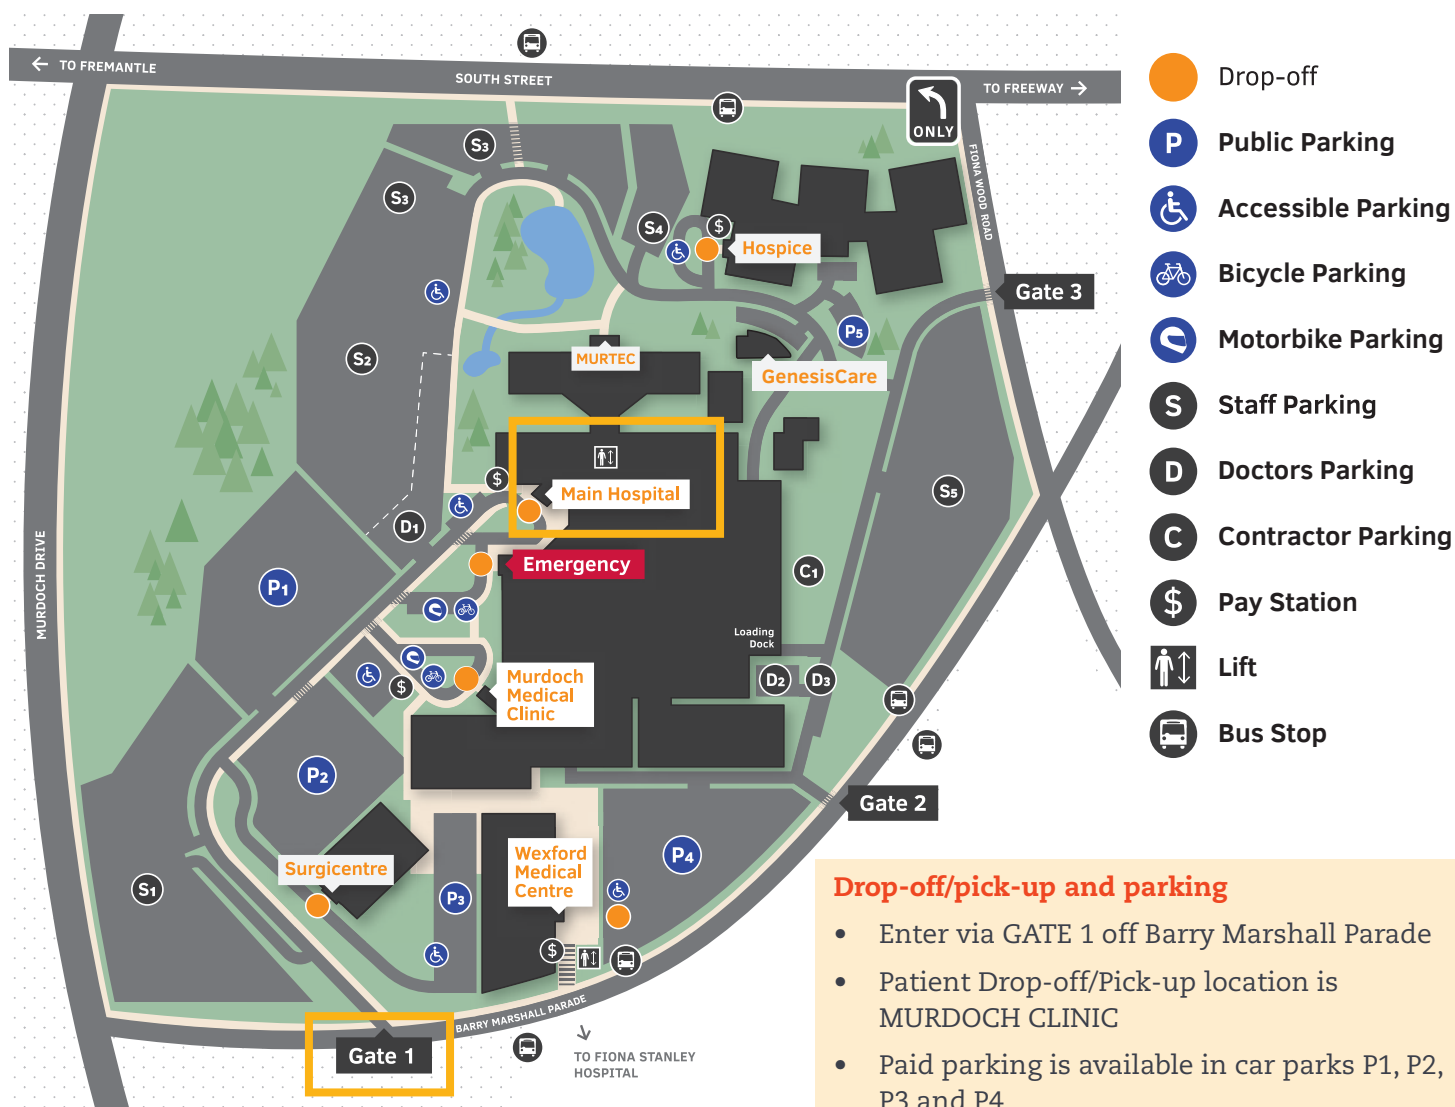 ← TO FREMANTLE
SOUTH STREET
TO FREEWAY →
ONLY
FIONA WOOD ROAD
MURDOCH DRIVE
S3
S3
S4
$
Hospice
Gate 3
S2
P5
MURTEC
GenesisCare
$
Main Hospital
D1
S5
Emergency
C1
P1
Loading
Dock
$
Murdoch
Medical
Clinic
D2
D3
P2
Gate 2
Surgicentre
Wexford
Medical
Centre
P4
S1
P3
$
BARRY MARSHALL PARADE
Gate 1
TO FIONA STANLEY
HOSPITAL
Drop-off
P Public Parking
Accessible Parking
Bicycle Parking
Motorbike Parking
S Staff Parking
D Doctors Parking
C Contractor Parking
$ Pay Station
Lift
Bus Stop
Drop-off/pick-up and parking
• Enter via GATE 1 off Barry Marshall Parade
• Patient Drop-off/Pick-up location is
MURDOCH CLINIC
• Paid parking is available in car parks P1, P2,
P3 and P4